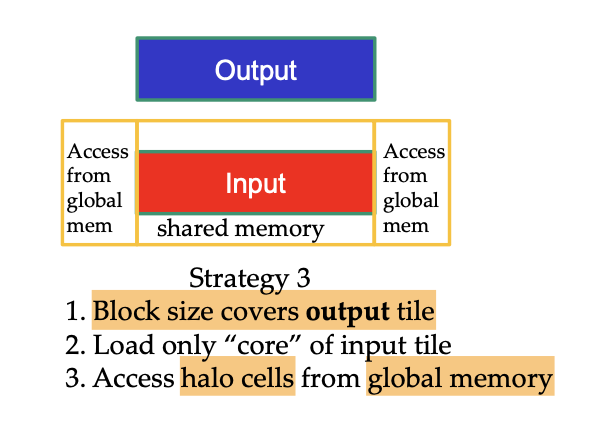 Output
Access
from
global
mem
Input
shared memory
Access
from
global
mem
Strategy 3
1. Block size covers output tile
2. Load only “core” of input tile
3. Access halo cells from global memory